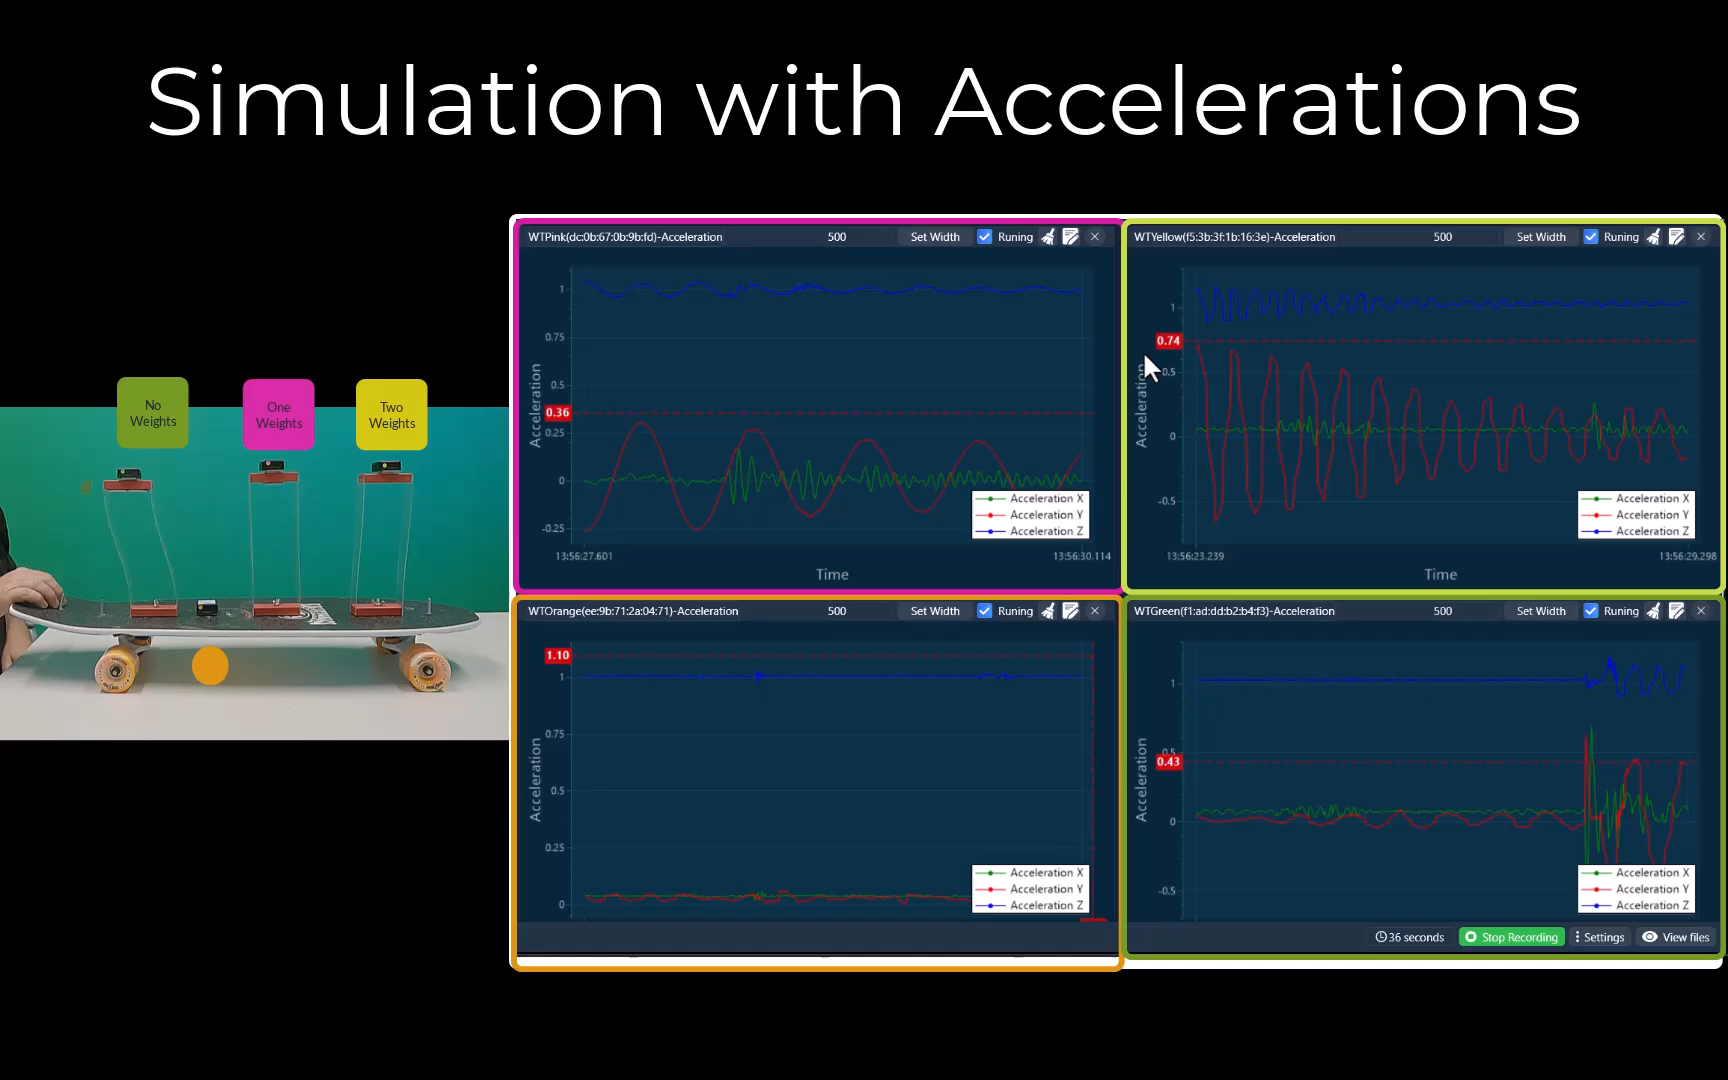 Simulation with Accelerations
No
Weights
One
Weights
Two
Weights
WTPink(dc:0b:67:0b:9b:fd)-Acceleration 500 Set Width Runing
1
0.75
0.5
0.36
0.25
0
-0.25
Acceleration
Acceleration X
Acceleration Y
Acceleration Z
13:56:27.601 13:56:30.114
Time
WTYellow(f5:3b:3f:1b:16:3e)-Acceleration 500 Set Width Runing
1
0.74
0.5
0
-0.5
Acceleration
Acceleration X
Acceleration Y
Acceleration Z
13:56:23.239 13:56:29.298
Time
WTOrange(ee:9b:71:2a:04:71)-Acceleration 500 Set Width Runing
1.10
1
0.75
0.5
0.25
0
Acceleration
Acceleration X
Acceleration Y
Acceleration Z
WTGreen(f1:ad:dd:b2:b4:f3)-Acceleration 500 Set Width Runing
1
0.5
0.43
0
-0.5
Acceleration
Acceleration X
Acceleration Y
Acceleration Z
36 seconds Stop Recording Settings View files